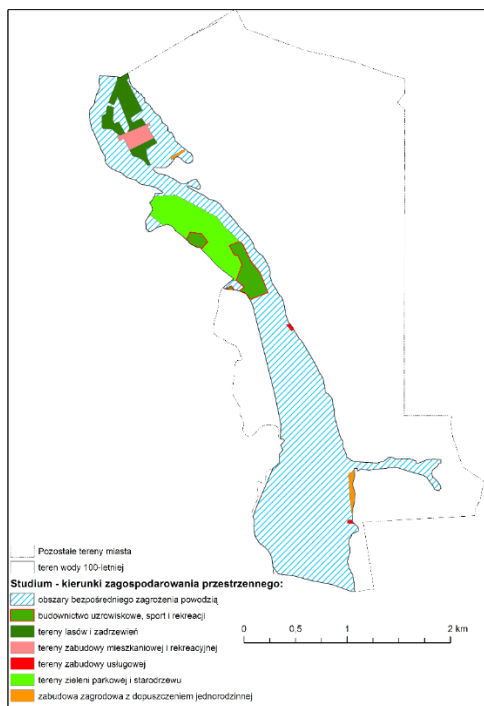 Pozostałe tereny miasta
teren wody 100-letniej
Studium - kierunki zagospodarowania przestrzennego:
obszary bezpośredniego zagrożenia powodzią
budownictwo uzrowiskowe, sport i rekreacji
tereny lasów i zadrzewień
tereny zabudowy mieszkaniowej i rekreacyjnej
tereny zabudowy usługowej
tereny zieleni parkowej i starodrzewu
zabudowa zagrodowa z dopuszczeniem jednorodzinnej
0 0,5 1 2 km